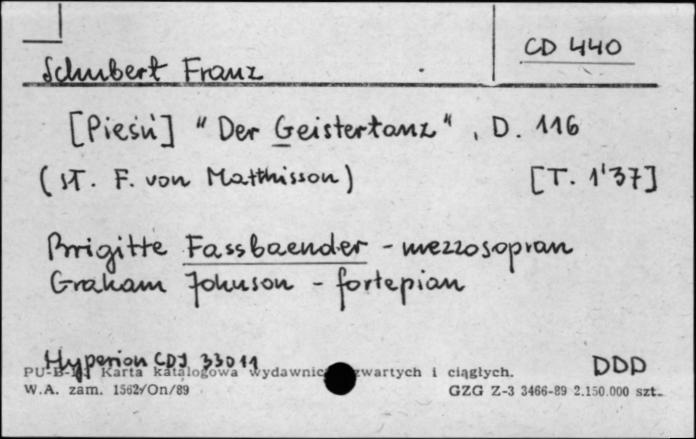 CD 440
Schubert Franz
[Pieśń] "Der Geistertanz", D. 116
(sł. F. von Matthisson) [T. 1'37]
Brigitte Fassbaender - mezzosopran
Graham Johnson - fortepian
Hyperion CDJ 33011 DDD
PU-B-13 Karta katalogowa wydawnic zwartych i ciągłych.
W.A. zam. 1562/On/89 GZG Z-3 3466-89 2.150.000 szt.